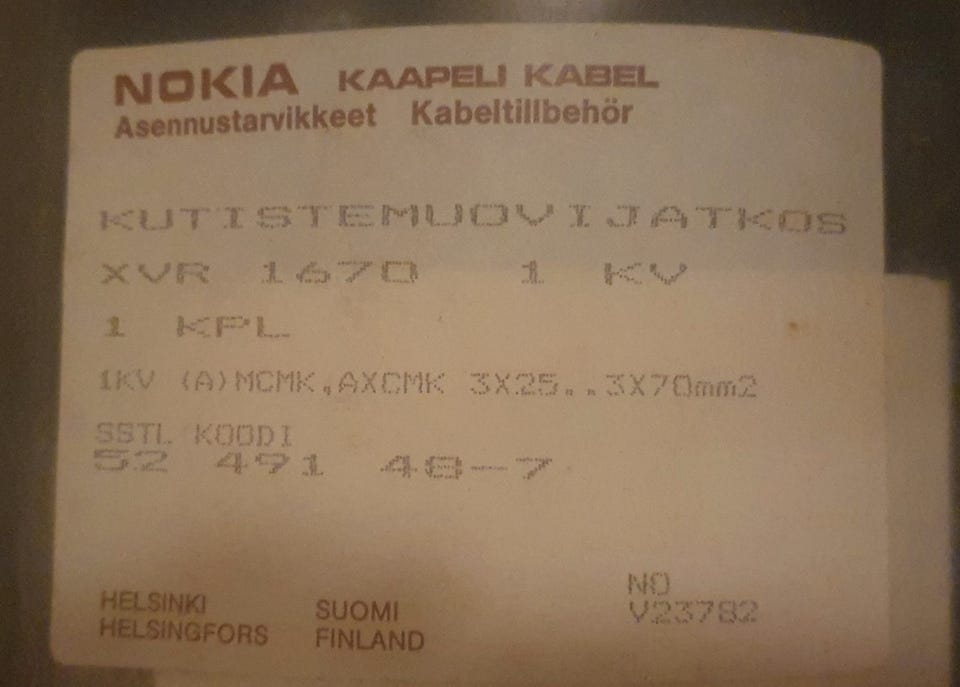 NOKIA KAAPELI KABEL
Asennustarvikkeet Kabeltillbehör
KUTISTEMUOVIJATKOS
XVR 1670 1 KV
1 KPL
1KV (A)MCMK,AXCMK 3X25..3X70mm2
SSTL KOODI
52 491 48-7
HELSINKI SUOMI
HELSINGFORS FINLAND
NO
V23782